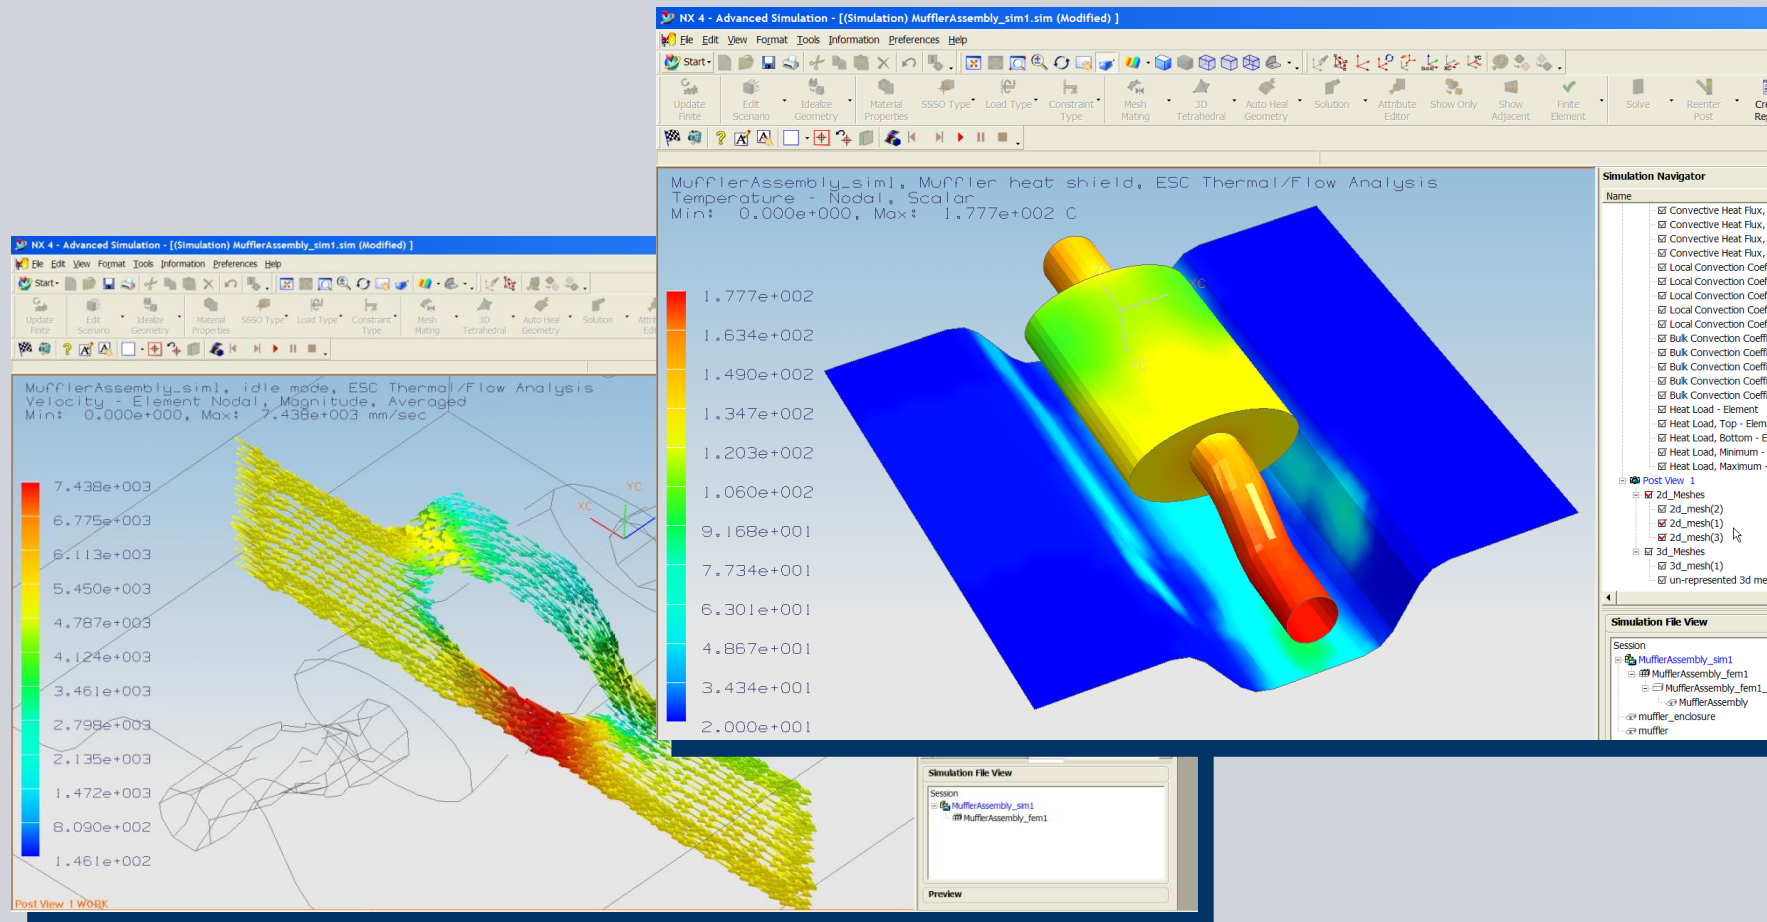 NX 4 - Advanced Simulation - [(Simulation) MufflerAssembly_sim1.sim (Modified) ]
File Edit View Format Tools Information Preferences Help
Start
Update Finite
Edit Scenario
Idealize Geometry
Material Properties
SSSO Type
Load Type
Constraint Type
Mesh Mating
3D Tetrahedral
Auto Heal Geometry
Solution
Attribute Editor
Show Only
Show Adjacent
Finite Element
Solve
Reenter Post
MufflerAssembly_sim1, Muffler heat shield, ESC Thermal/Flow Analysis
Temperature - Nodal, Scalar
Min: 0.000e+000, Max: 1.777e+002 C
1.777e+002
1.634e+002
1.490e+002
1.347e+002
1.203e+002
1.060e+002
9.168e+001
7.734e+001
6.301e+001
4.867e+001
3.434e+001
2.000e+001
YC
Simulation Navigator
Name
Convective Heat Flux,
Convective Heat Flux,
Convective Heat Flux,
Convective Heat Flux,
Local Convection Coef
Local Convection Coef
Local Convection Coef
Local Convection Coef
Local Convection Coef
Bulk Convection Coeffi
Bulk Convection Coeffi
Bulk Convection Coeffi
Bulk Convection Coeffi
Bulk Convection Coeffi
Heat Load - Element
Heat Load, Top - Elem
Heat Load, Bottom - E
Heat Load, Minimum -
Heat Load, Maximum -
Post View 1
2d_Meshes
2d_mesh(2)
2d_mesh(1)
2d_mesh(3)
3d_Meshes
3d_mesh(1)
un-represented 3d me
Simulation File View
Session
MufflerAssembly_sim1
MufflerAssembly_fem1
MufflerAssembly_fem1_
MufflerAssembly
muffler_enclosure
muffler
NX 4 - Advanced Simulation - [(Simulation) MufflerAssembly_sim1.sim (Modified) ]
File Edit View Format Tools Information Preferences Help
Start
Update Finite
Edit Scenario
Idealize Geometry
Material Properties
SSSO Type
Load Type
Constraint Type
Mesh Mating
3D Tetrahedral
Auto Heal Geometry
Solution
MufflerAssembly_sim1, idle mode, ESC Thermal/Flow Analysis
Velocity - Element Nodal, Magnitude, Averaged
Min: 0.000e+000, Max: 7.438e+003 mm/sec
7.438e+003
6.775e+003
6.113e+003
5.450e+003
4.787e+003
4.124e+003
3.461e+003
2.798e+003
2.135e+003
1.472e+003
8.090e+002
1.461e+002
YC
XC
Post View 1 WORK
Simulation File View
Session
MufflerAssembly_sim1
MufflerAssembly_fem1
Preview